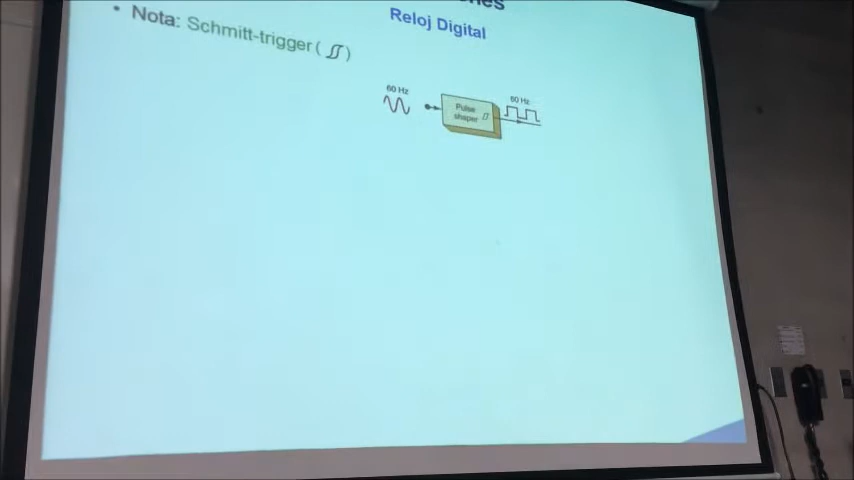 Reloj Digital
• Nota: Schmitt-trigger ( )
60 Hz
Pulse
shaper
60 Hz